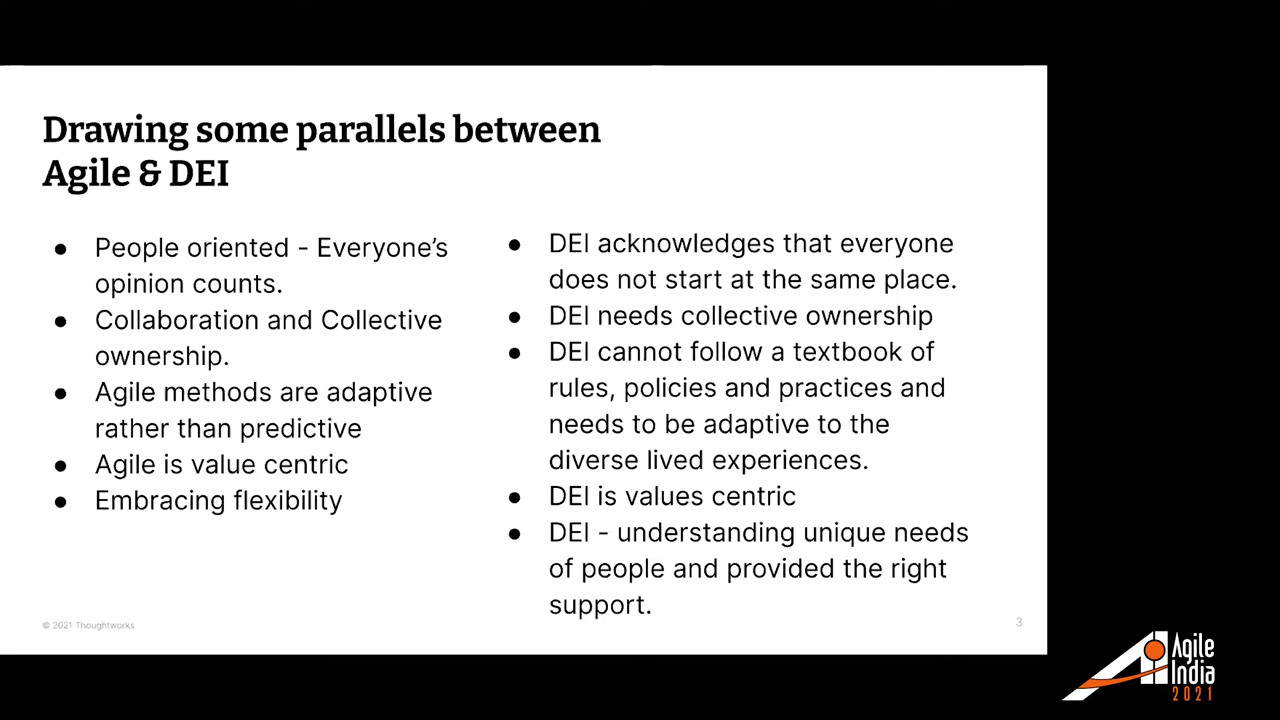 Drawing some parallels between
Agile & DEI
● People oriented - Everyone's
opinion counts.
● Collaboration and Collective
ownership.
● Agile methods are adaptive
rather than predictive
● Agile is value centric
● Embracing flexibility
● DEI acknowledges that everyone
does not start at the same place.
● DEI needs collective ownership
● DEI cannot follow a textbook of
rules, policies and practices and
needs to be adaptive to the
diverse lived experiences.
● DEI is values centric
● DEI - understanding unique needs
of people and provided the right
support.
© 2021 Thoughtworks
3
Agile
India
2021